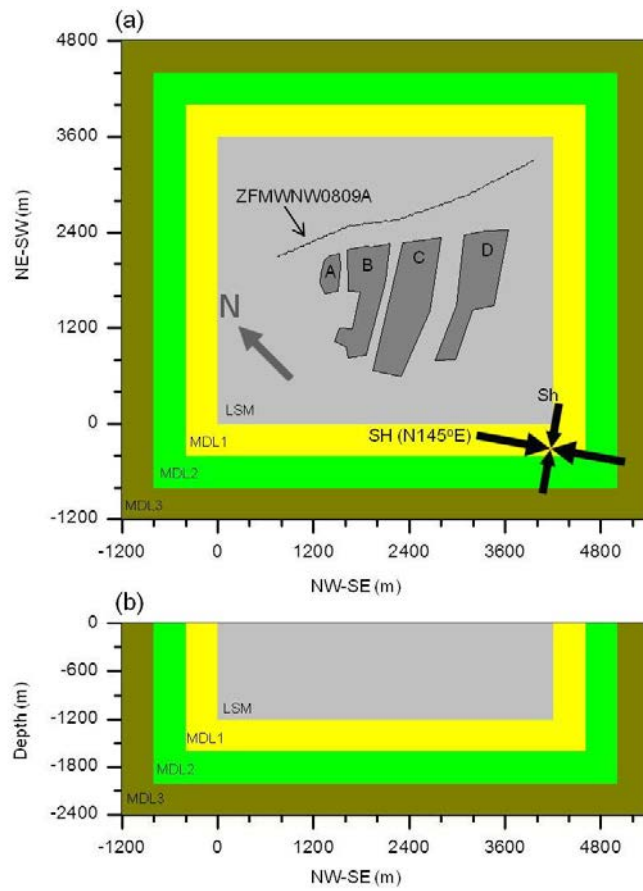 (a)
4800
3600
2400
1200
0
-1200
NE-SW (m)
ZFMWNW0809A
A
B
C
D
N
LSM
MDL1
MDL2
MDL3
Sh
SH (N145ºE)
-1200
0
1200
2400
3600
4800
NW-SE (m)
(b)
0
-600
-1200
-1800
-2400
Depth (m)
LSM
MDL1
MDL2
MDL3
-1200
0
1200
2400
3600
4800
NW-SE (m)